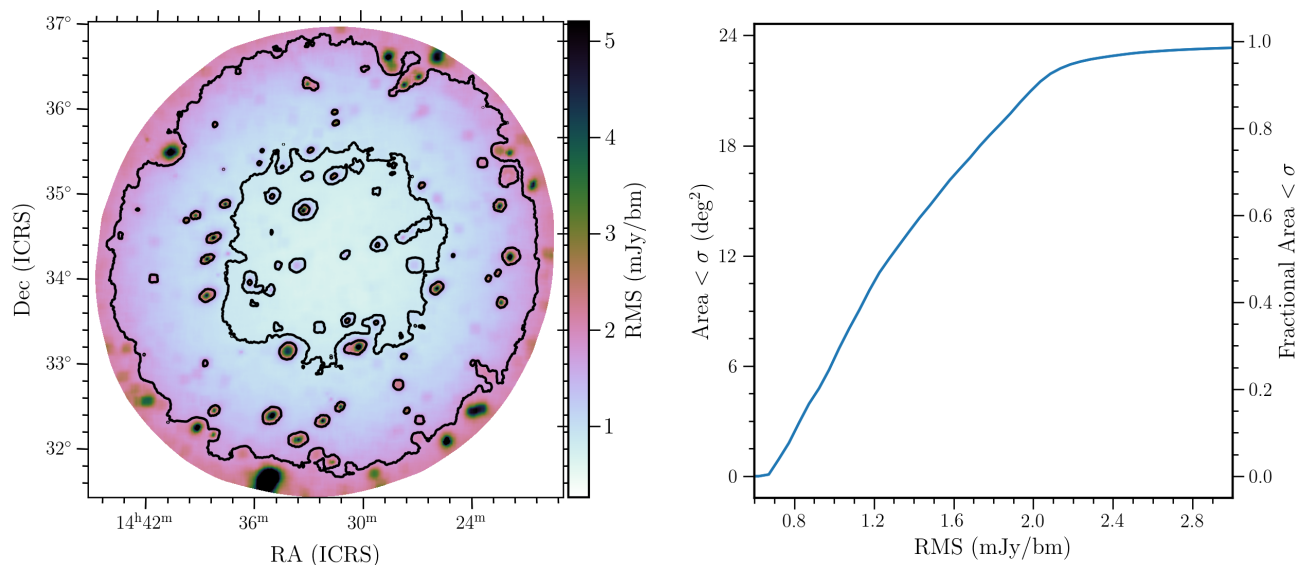 37°
36°
35°
34°
33°
32°
Dec (ICRS)
14ʰ42ᵐ
36ᵐ
30ᵐ
24ᵐ
RA (ICRS)
5
4
3
2
1
RMS (mJy/bm)
24
18
12
6
0
Area < σ (deg²)
0.8
1.2
1.6
2.0
2.4
2.8
RMS (mJy/bm)
1.0
0.8
0.6
0.4
0.2
0.0
Fractional Area < σ